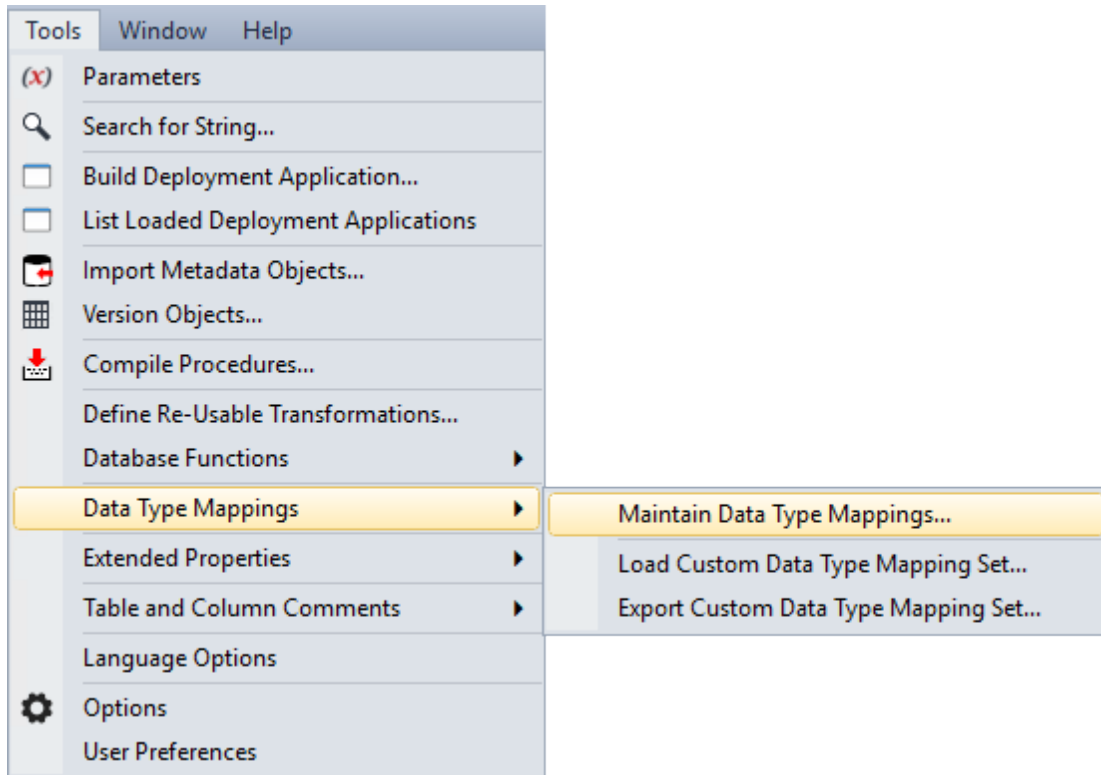 Tools Window Help
(x) Parameters
Search for String...
Build Deployment Application...
List Loaded Deployment Applications
Import Metadata Objects...
Version Objects...
Compile Procedures...
Define Re-Usable Transformations...
Database Functions
Data Type Mappings
Maintain Data Type Mappings...
Extended Properties
Load Custom Data Type Mapping Set...
Table and Column Comments
Export Custom Data Type Mapping Set...
Language Options
Options
User Preferences